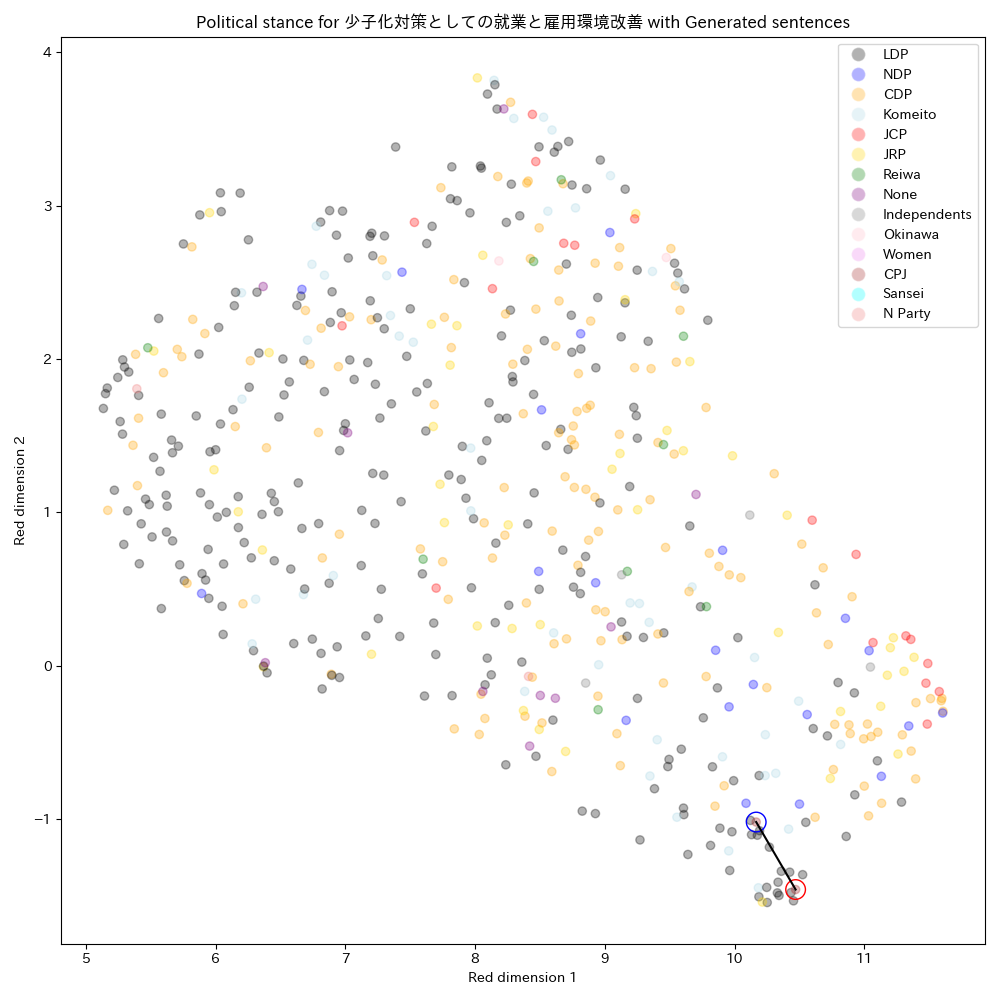 Political stance for 少子化対策としての就業と雇用環境改善 with Generated sentences
4
3
2
1
0
−1
Red dimension 2
5
6
7
8
9
10
11
Red dimension 1
LDP
NDP
CDP
Komeito
JCP
JRP
Reiwa
None
Independents
Okinawa
Women
CPJ
Sansei
N Party